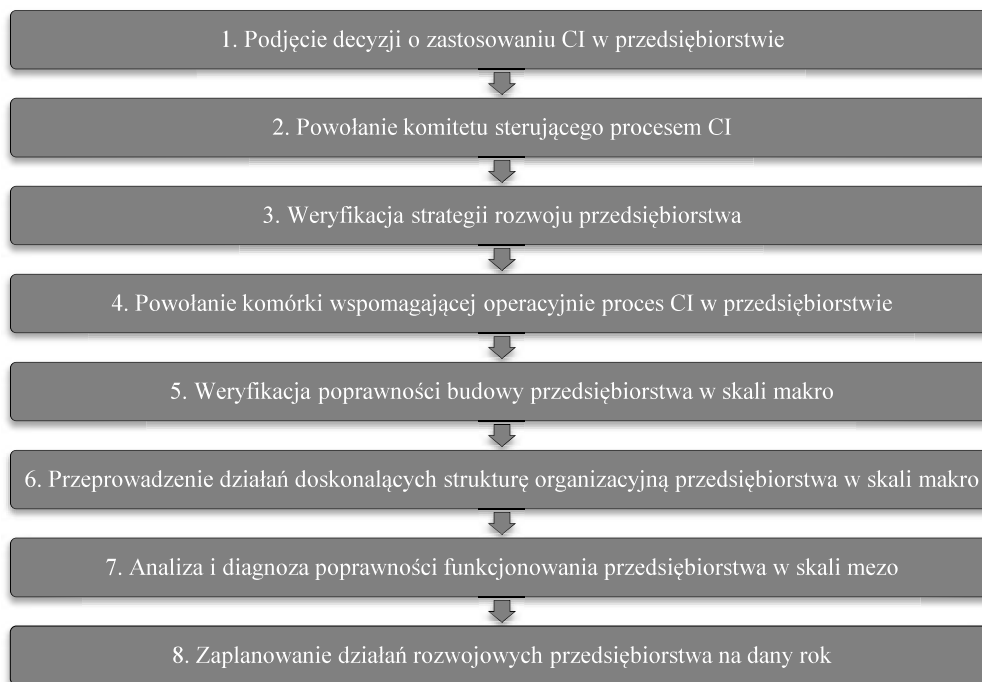 1. Podjęcie decyzji o zastosowaniu CI w przedsiębiorstwie
2. Powołanie komitetu sterującego procesem CI
3. Weryfikacja strategii rozwoju przedsiębiorstwa
4. Powołanie komórki wspomagającej operacyjnie proces CI w przedsiębiorstwie
5. Weryfikacja poprawności budowy przedsiębiorstwa w skali makro
6. Przeprowadzenie działań doskonalących strukturę organizacyjną przedsiębiorstwa w skali makro
7. Analiza i diagnoza poprawności funkcjonowania przedsiębiorstwa w skali mezo
8. Zaplanowanie działań rozwojowych przedsiębiorstwa na dany rok